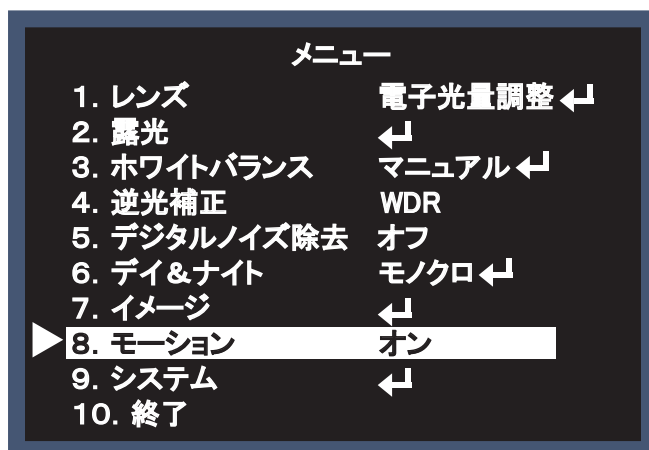 メニュー
1. レンズ 電子光量調整↵
2. 露光 ↵
3. ホワイトバランス マニュアル↵
4. 逆光補正 WDR
5. デジタルノイズ除去 オフ
6. デイ&ナイト モノクロ↵
7. イメージ ↵
8. モーション オン
9. システム ↵
10. 終了